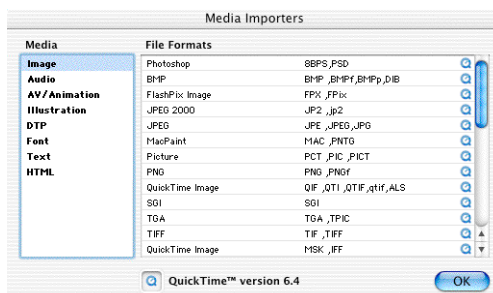 Media Importers
Media File Formats
Image Photoshop 8BPS,PSD
Audio BMP BMP ,BMPf,BMPp,DIB
AV/Animation FlashPix Image FPX ,FPix
Illustration JPEG 2000 JP2 ,jp2
DTP JPEG JPE ,JPEG,JPG
Font MacPaint MAC ,PNTG
Text Picture PCT ,PIC ,PICT
HTML PNG PNG ,PNGf
QuickTime Image QIF ,QTI ,QTIF,qtif,ALS
SGI SGI
TGA TGA ,TPIC
TIFF TIF ,TIFF
QuickTime Image MSK ,IFF
QuickTime™ version 6.4 OK